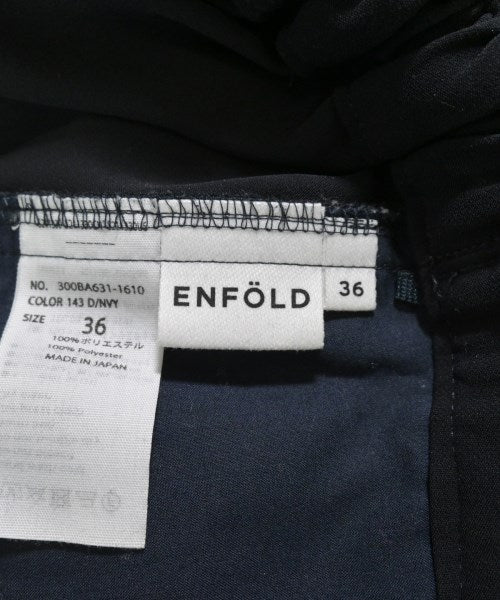 NO. 300BA631-1610
COLOR 143 D/NVY
SIZE 36
100%ポリエステル
100% Polyester
MADE IN JAPAN
ENFÖLD
36